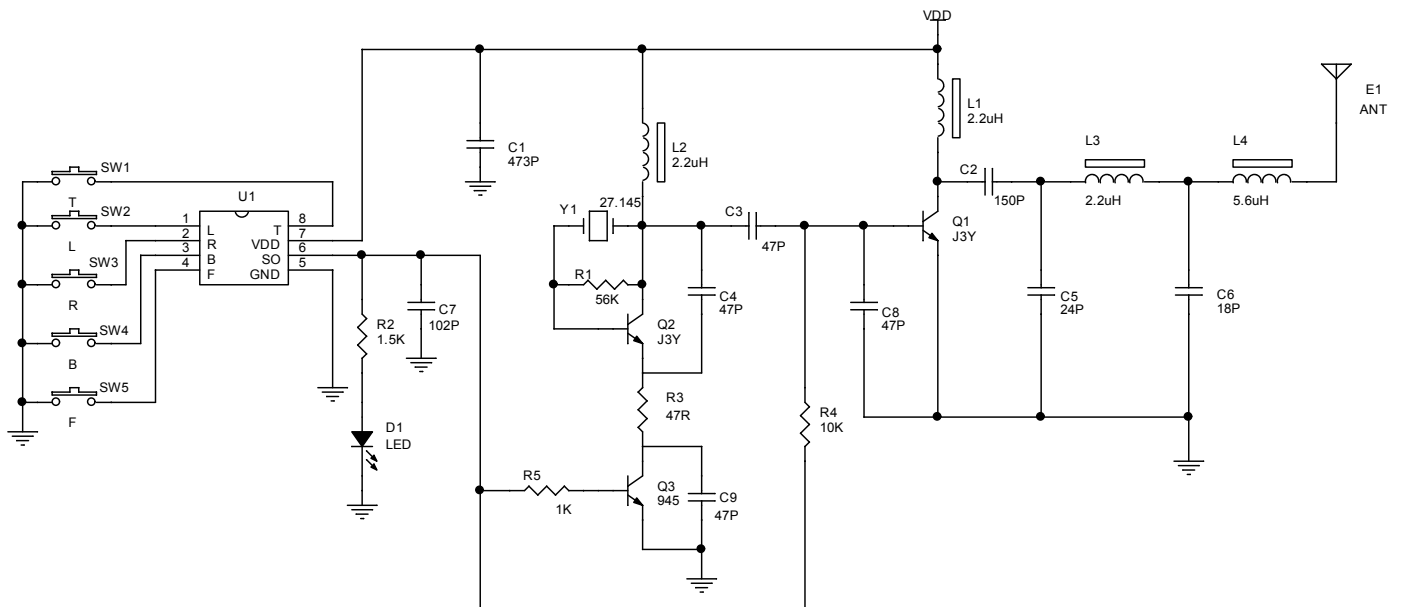 VDD
E1
ANT
L1
2.2uH
L2
2.2uH
C1
473P
L3
2.2uH
L4
5.6uH
C2
150P
SW1
T
SW2
L
SW3
R
SW4
B
SW5
F
U1
1
2
3
4
8
7
6
5
L
R
B
F
T
VDD
SO
GND
Y1
27.145
C3
47P
Q1
J3Y
R1
56K
C4
47P
Q2
J3Y
C7
102P
R2
1.5K
C8
47P
C5
24P
C6
18P
R3
47R
R4
10K
D1
LED
R5
1K
Q3
945
C9
47P